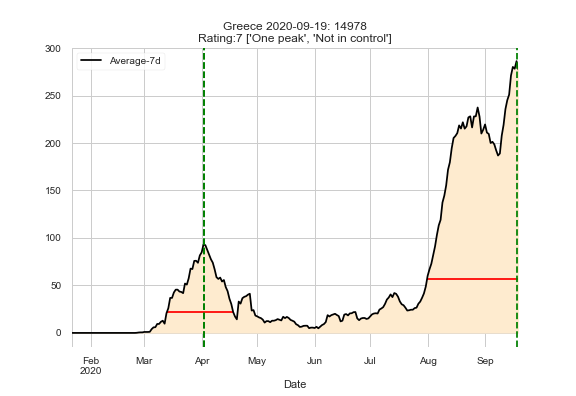 Greece 2020-09-19: 14978
Rating:7 ['One peak', 'Not in control']
Average-7d
300
250
200
150
100
50
0
Feb
2020
Mar
Apr
May
Jun
Jul
Aug
Sep
Date